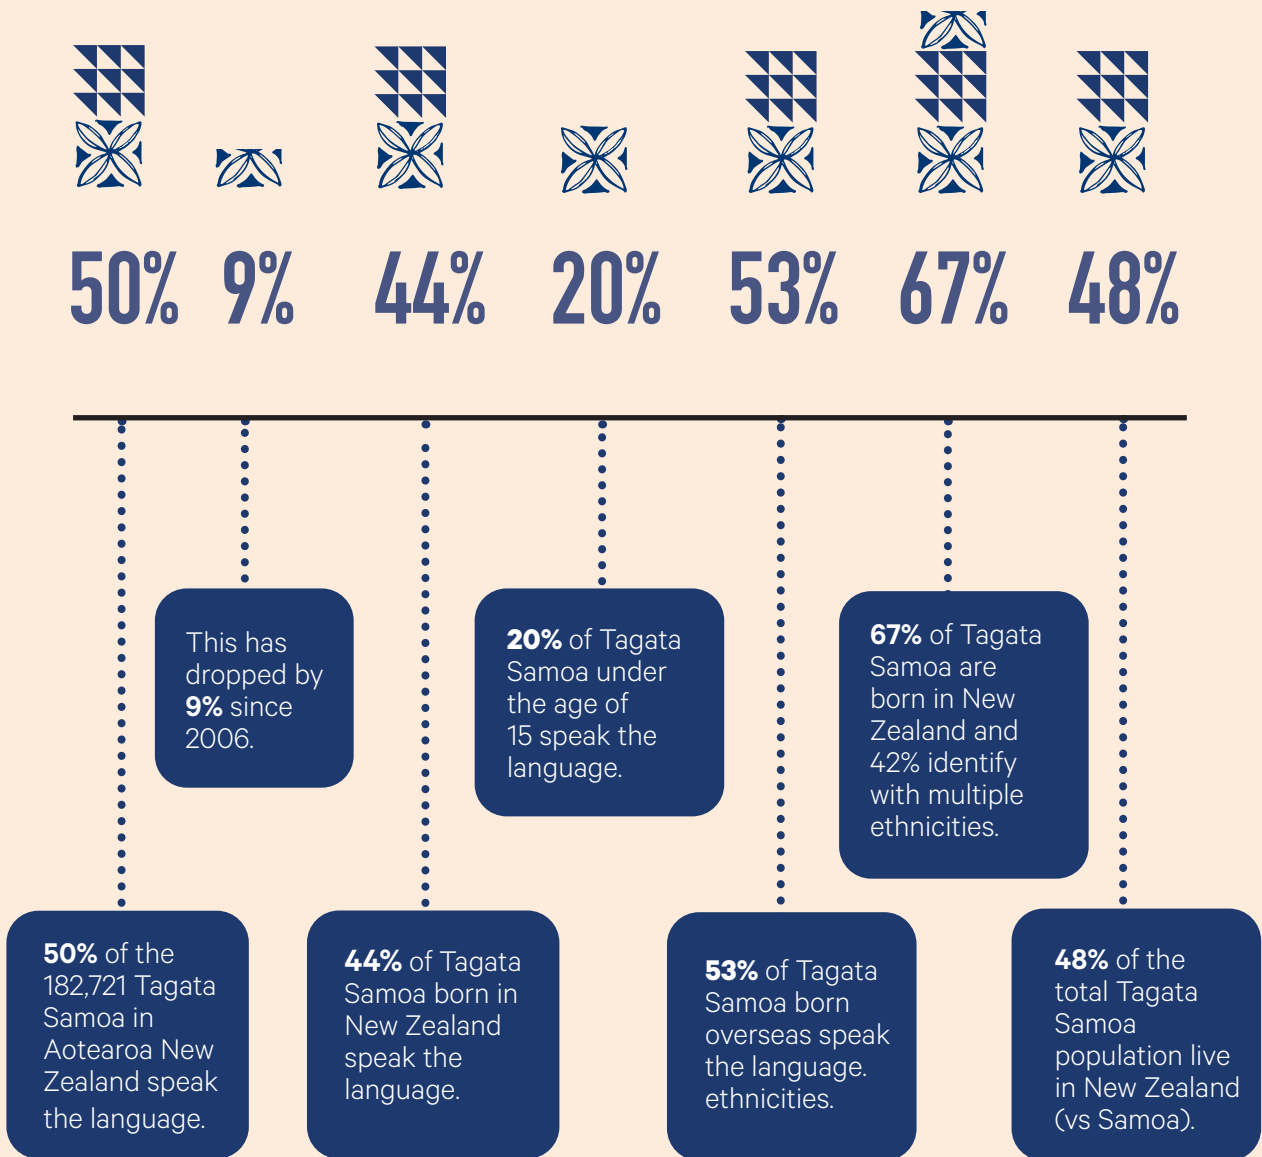 50% 9% 44% 20% 53% 67% 48%
This has
dropped by
9% since
2006.
20% of Tagata
Samoa under
the age of
15 speak the
language.
67% of Tagata
Samoa are
born in New
Zealand and
42% identify
with multiple
ethnicities.
50% of the
182,721 Tagata
Samoa in
Aotearoa New
Zealand speak
the language.
44% of Tagata
Samoa born in
New Zealand
speak the
language.
53% of Tagata
Samoa born
overseas speak
the language.
ethnicities.
48% of the
total Tagata
Samoa
population live
in New Zealand
(vs Samoa).